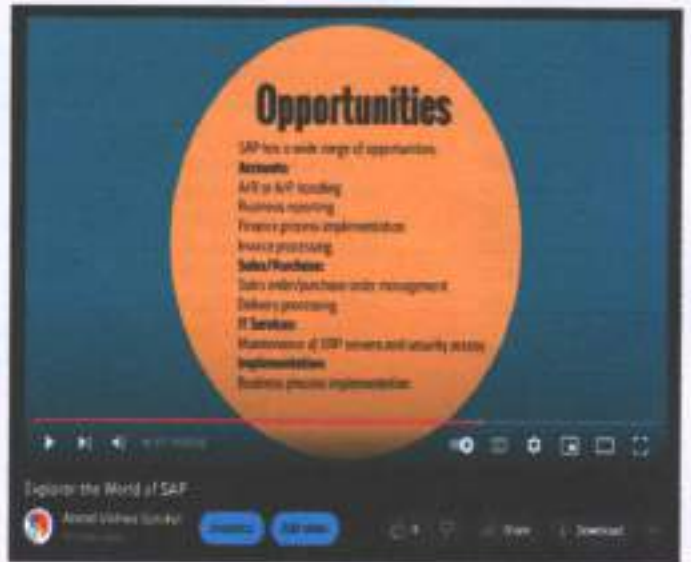 Opportunities
SAP has a wide range of opportunities
Accounts:
A/R or A/P handling
Business reporting
Finance process implementation
Invoice processing
Sales/Purchase:
Sales order/purchase order management
Delivery processing
IT Services:
Maintenance of SAP servers and security
Implementation:
Business process implementation
Explorer the World of SAP
Share
Download